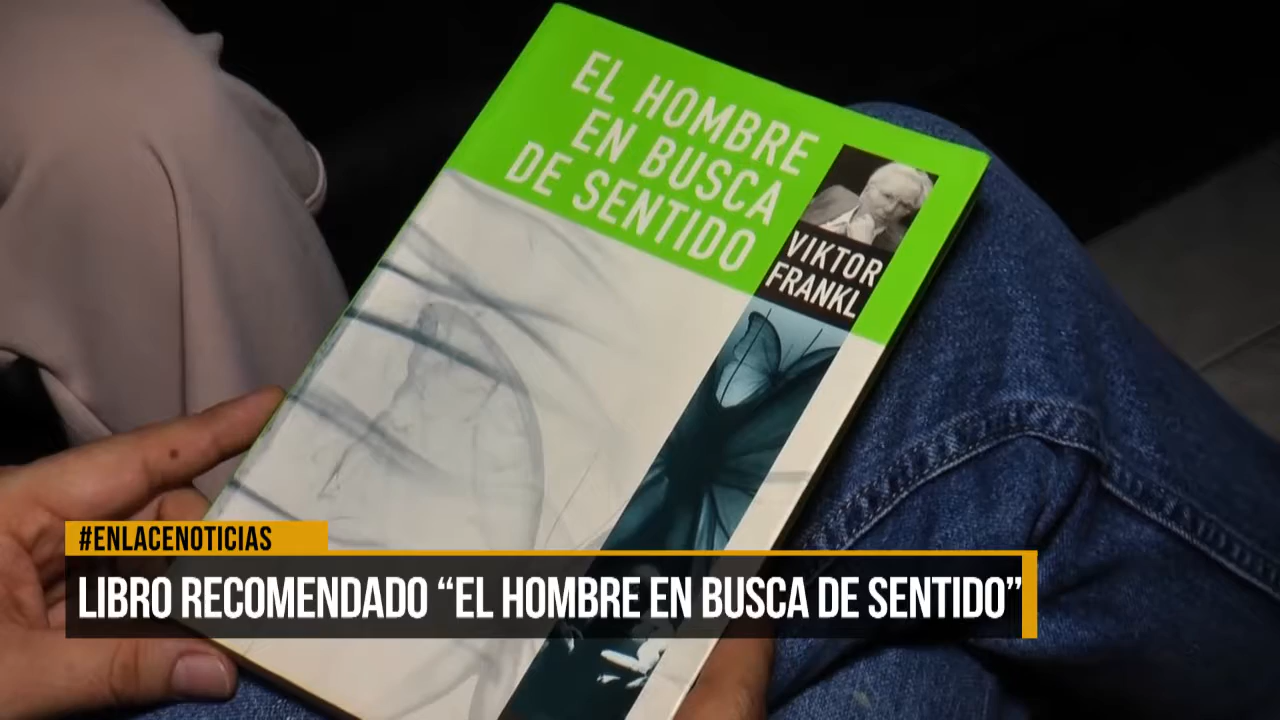 EL HOMBRE
EN BUSCA
DE SENTIDO
VIKTOR
FRANKL
#ENLACENOTICIAS
LIBRO RECOMENDADO “EL HOMBRE EN BUSCA DE SENTIDO”